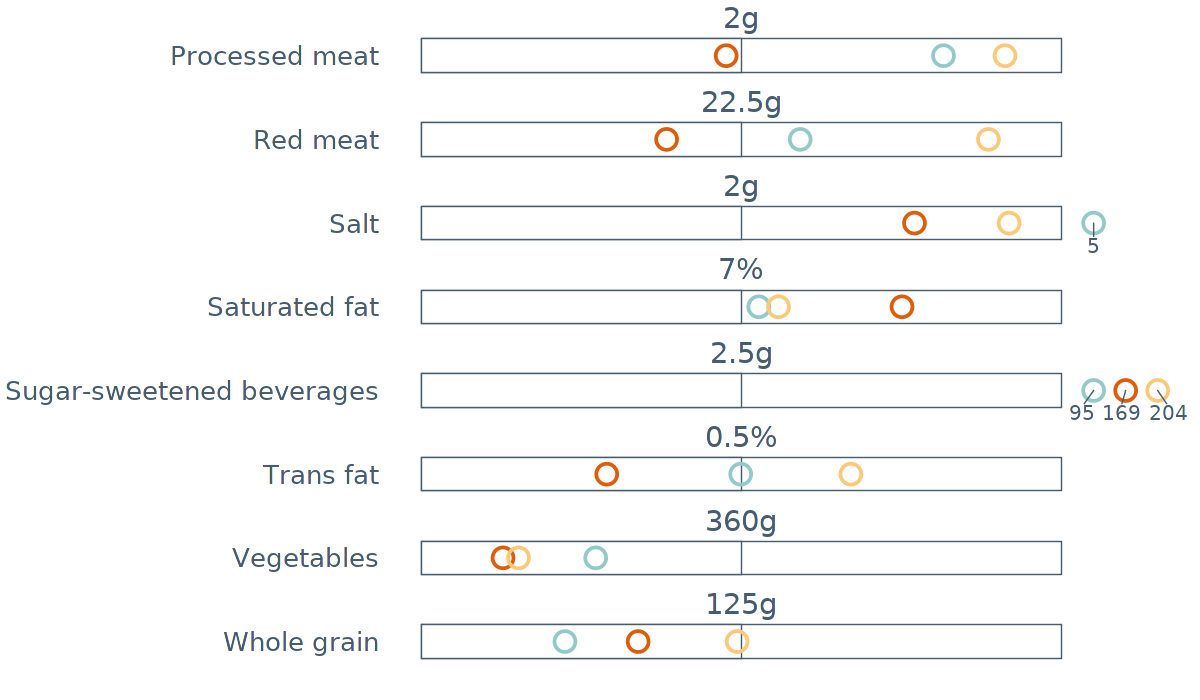 2g
Processed meat
22.5g
Red meat
2g
Salt
5
7%
Saturated fat
2.5g
Sugar-sweetened beverages
95 169 204
0.5%
Trans fat
360g
Vegetables
125g
Whole grain